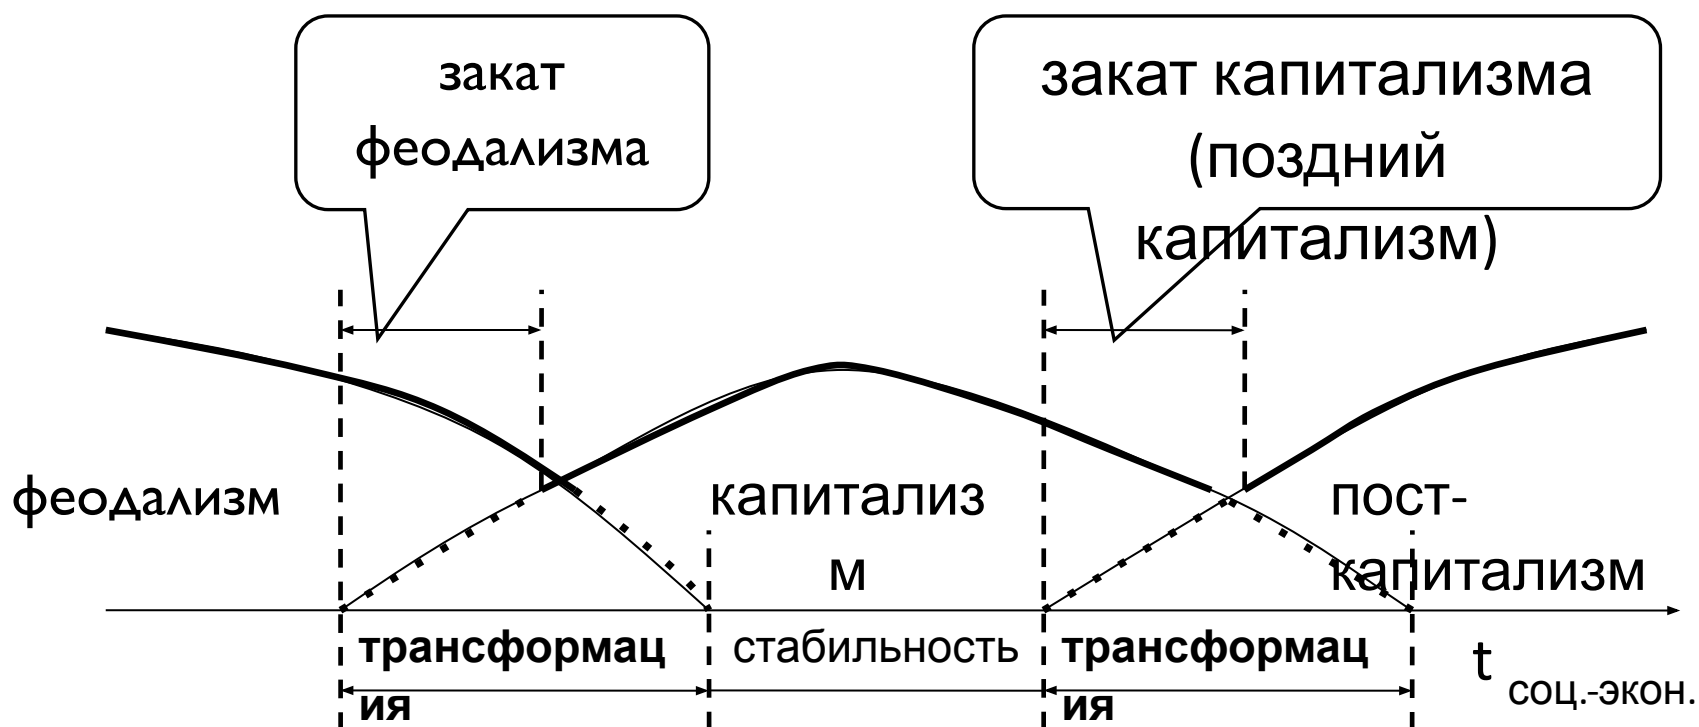 закат
феодализма
закат капитализма
(поздний
капитализм)
феодализм
капитализ
м
пост-
капитализм
трансформац
ия
стабильность
трансформац
ия
t соц.-экон.